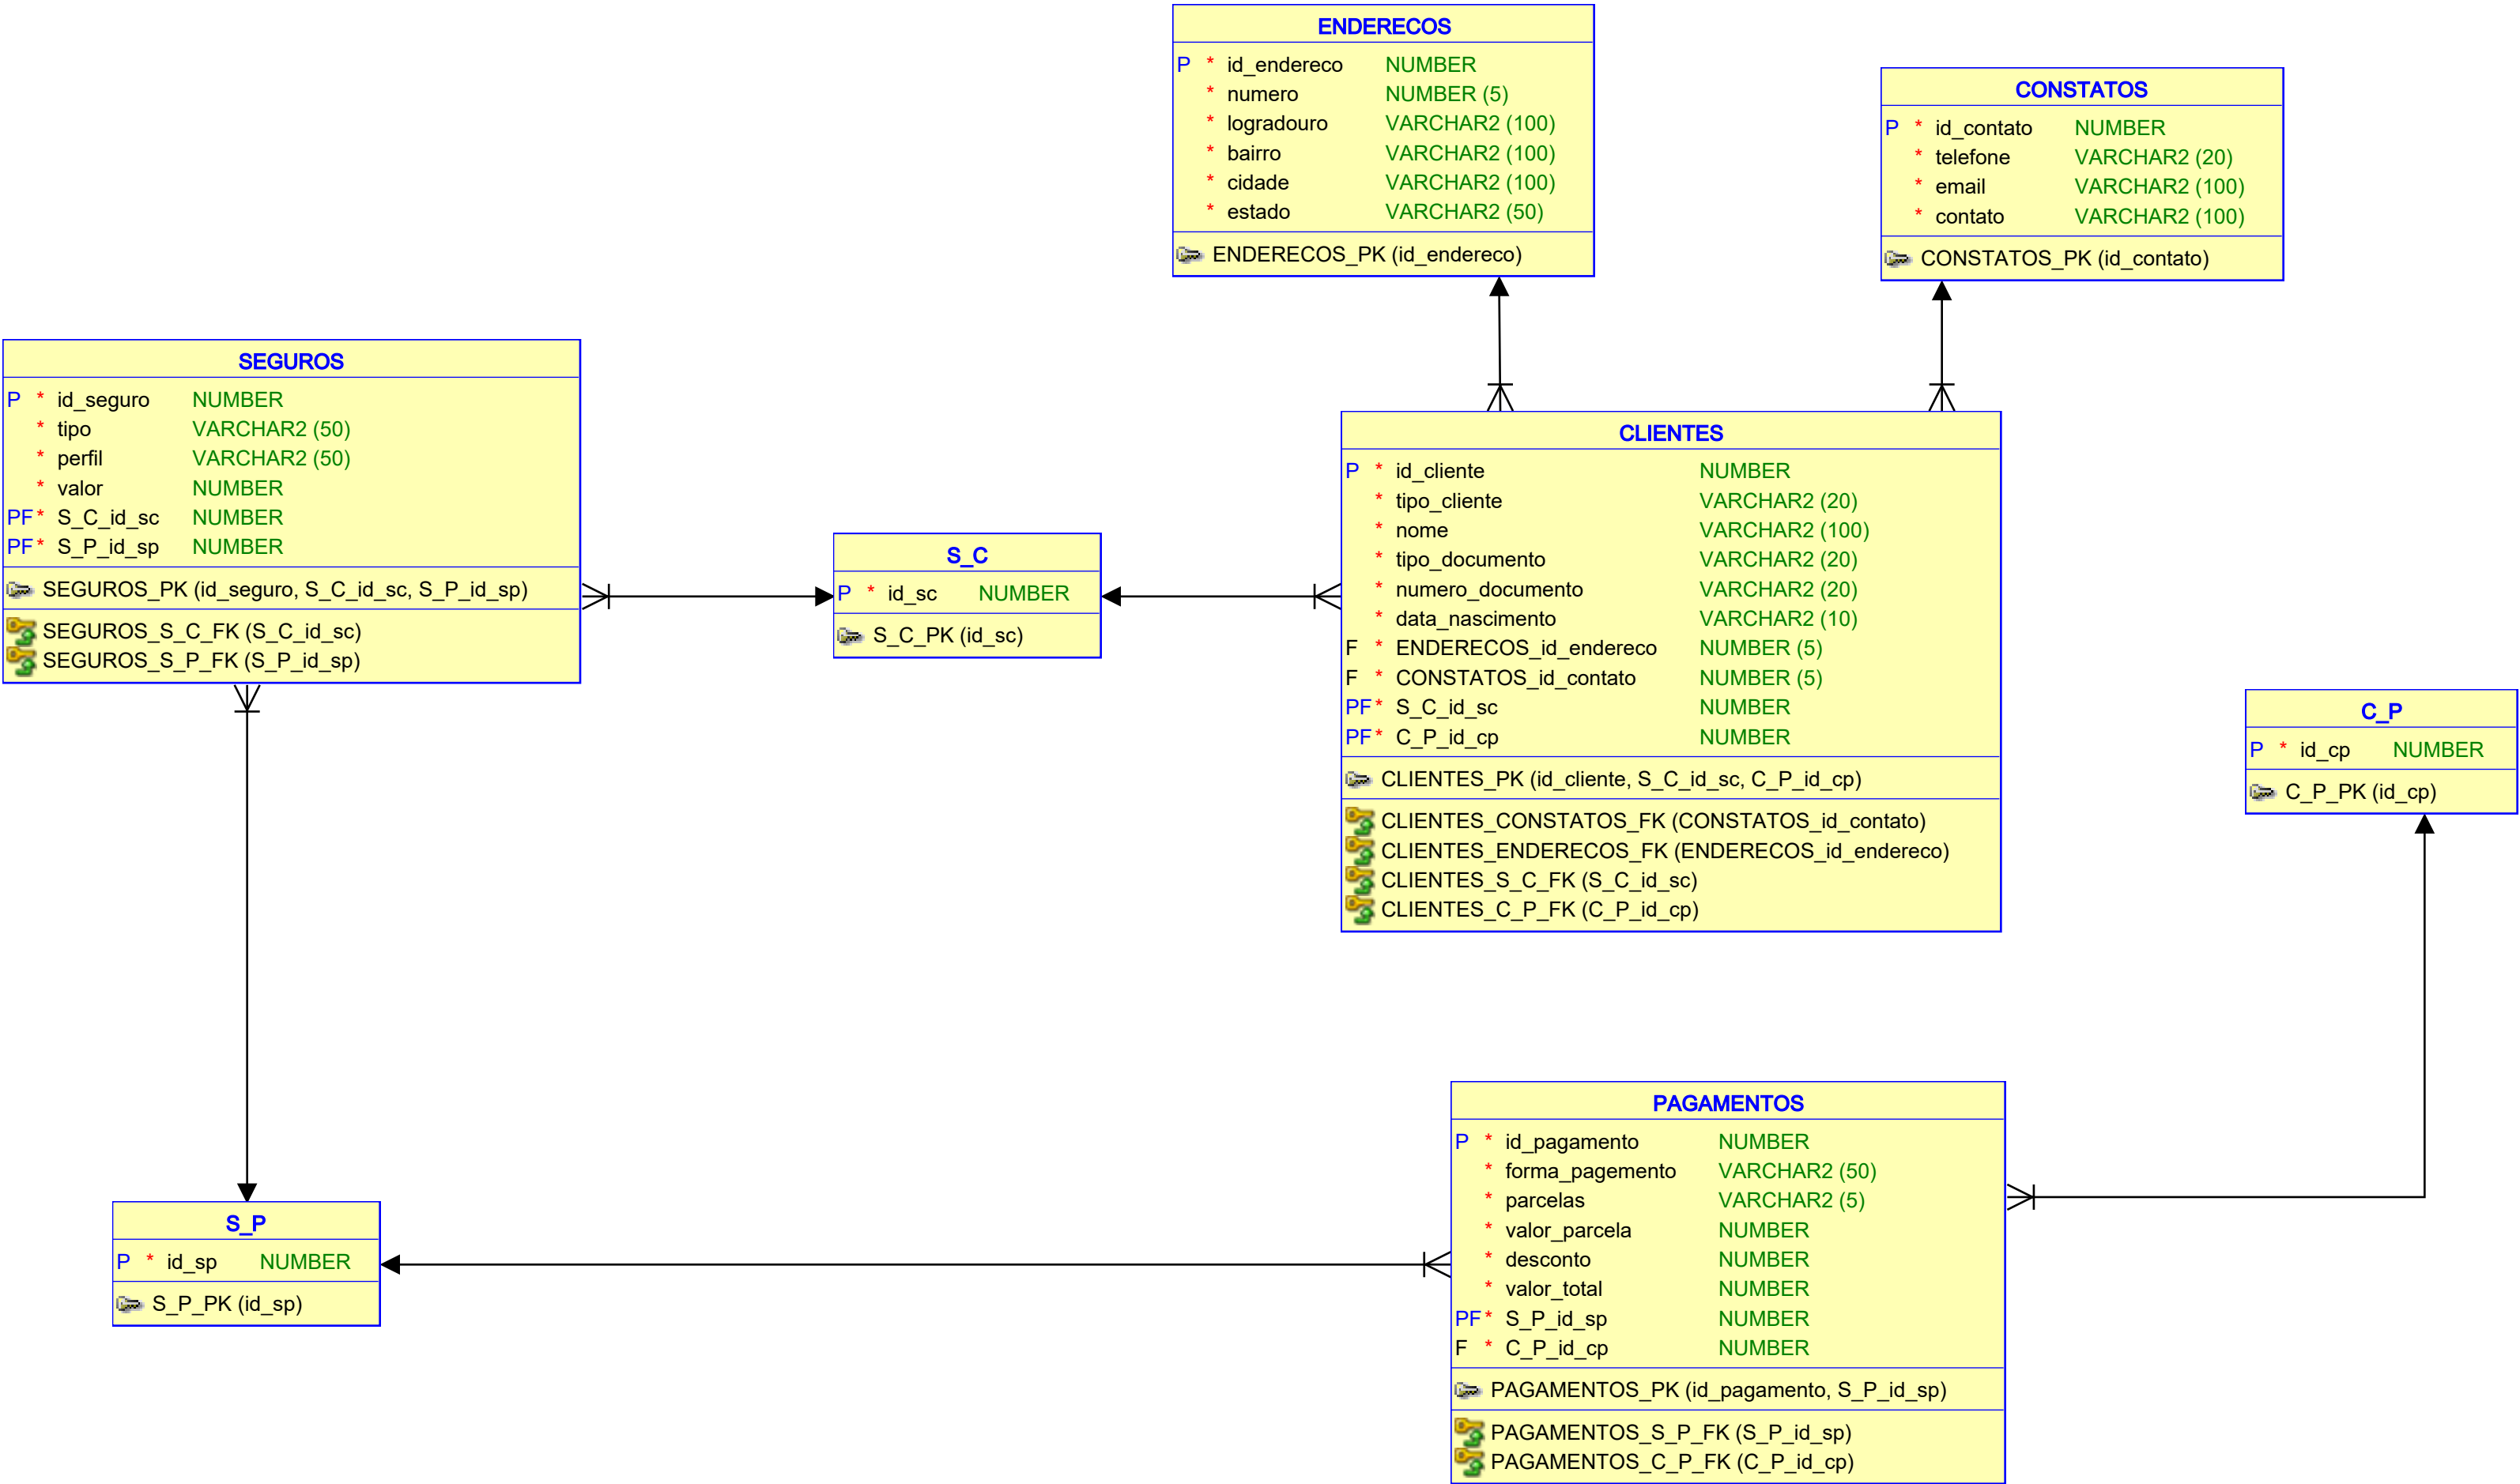 ENDERECOS
P * id_endereco NUMBER
* numero NUMBER (5)
* logradouro VARCHAR2 (100)
* bairro VARCHAR2 (100)
* cidade VARCHAR2 (100)
* estado VARCHAR2 (50)
ENDERECOS_PK (id_endereco)
CONSTATOS
P * id_contato NUMBER
* telefone VARCHAR2 (20)
* email VARCHAR2 (100)
* contato VARCHAR2 (100)
CONSTATOS_PK (id_contato)
SEGUROS
P * id_seguro NUMBER
* tipo VARCHAR2 (50)
* perfil VARCHAR2 (50)
* valor NUMBER
PF * S_C_id_sc NUMBER
PF * S_P_id_sp NUMBER
SEGUROS_PK (id_seguro, S_C_id_sc, S_P_id_sp)
SEGUROS_S_C_FK (S_C_id_sc)
SEGUROS_S_P_FK (S_P_id_sp)
S_C
P * id_sc NUMBER
S_C_PK (id_sc)
CLIENTES
P * id_cliente NUMBER
* tipo_cliente VARCHAR2 (20)
* nome VARCHAR2 (100)
* tipo_documento VARCHAR2 (20)
* numero_documento VARCHAR2 (20)
* data_nascimento VARCHAR2 (10)
F * ENDERECOS_id_endereco NUMBER (5)
F * CONSTATOS_id_contato NUMBER (5)
PF * S_C_id_sc NUMBER
PF * C_P_id_cp NUMBER
CLIENTES_PK (id_cliente, S_C_id_sc, C_P_id_cp)
CLIENTES_CONSTATOS_FK (CONSTATOS_id_contato)
CLIENTES_ENDERECOS_FK (ENDERECOS_id_endereco)
CLIENTES_S_C_FK (S_C_id_sc)
CLIENTES_C_P_FK (C_P_id_cp)
C_P
P * id_cp NUMBER
C_P_PK (id_cp)
S_P
P * id_sp NUMBER
S_P_PK (id_sp)
PAGAMENTOS
P * id_pagamento NUMBER
* forma_pagemento VARCHAR2 (50)
* parcelas VARCHAR2 (5)
* valor_parcela NUMBER
* desconto NUMBER
* valor_total NUMBER
PF * S_P_id_sp NUMBER
F * C_P_id_cp NUMBER
PAGAMENTOS_PK (id_pagamento, S_P_id_sp)
PAGAMENTOS_S_P_FK (S_P_id_sp)
PAGAMENTOS_C_P_FK (C_P_id_cp)